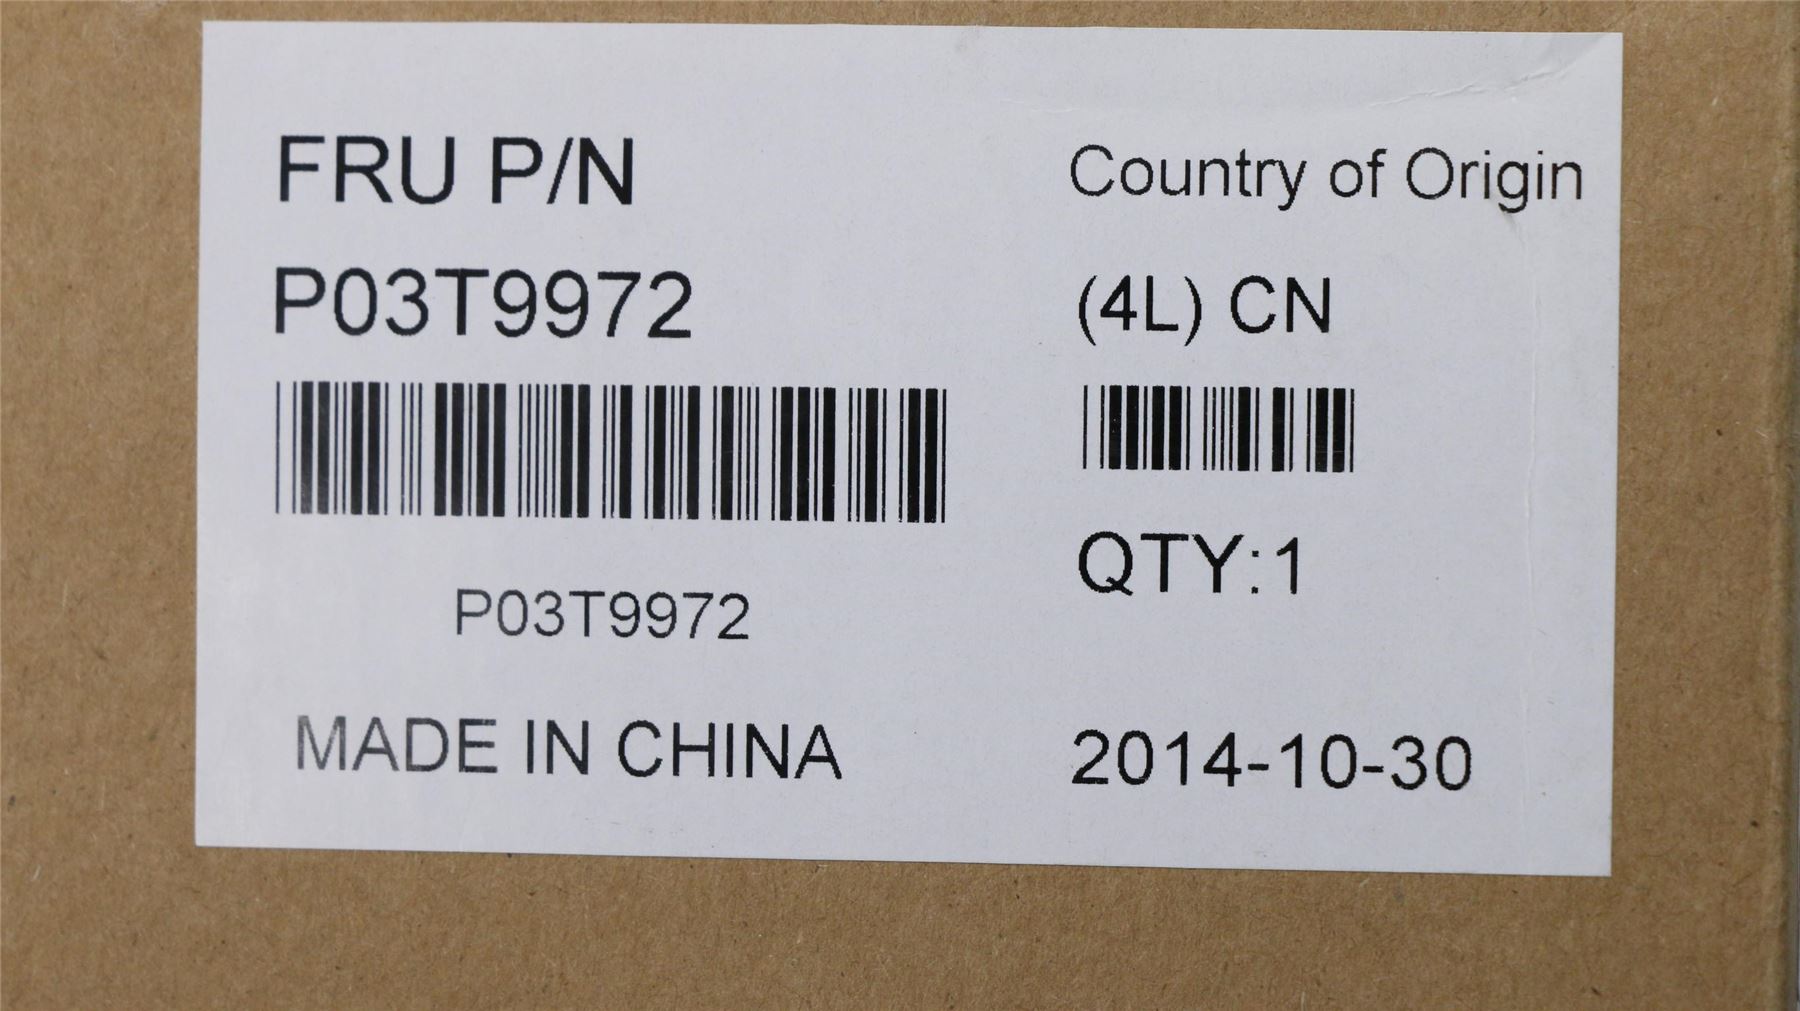 FRU P/N
P03T9972
P03T9972
MADE IN CHINA
Country of Origin
(4L) CN
QTY:1
2014-10-30